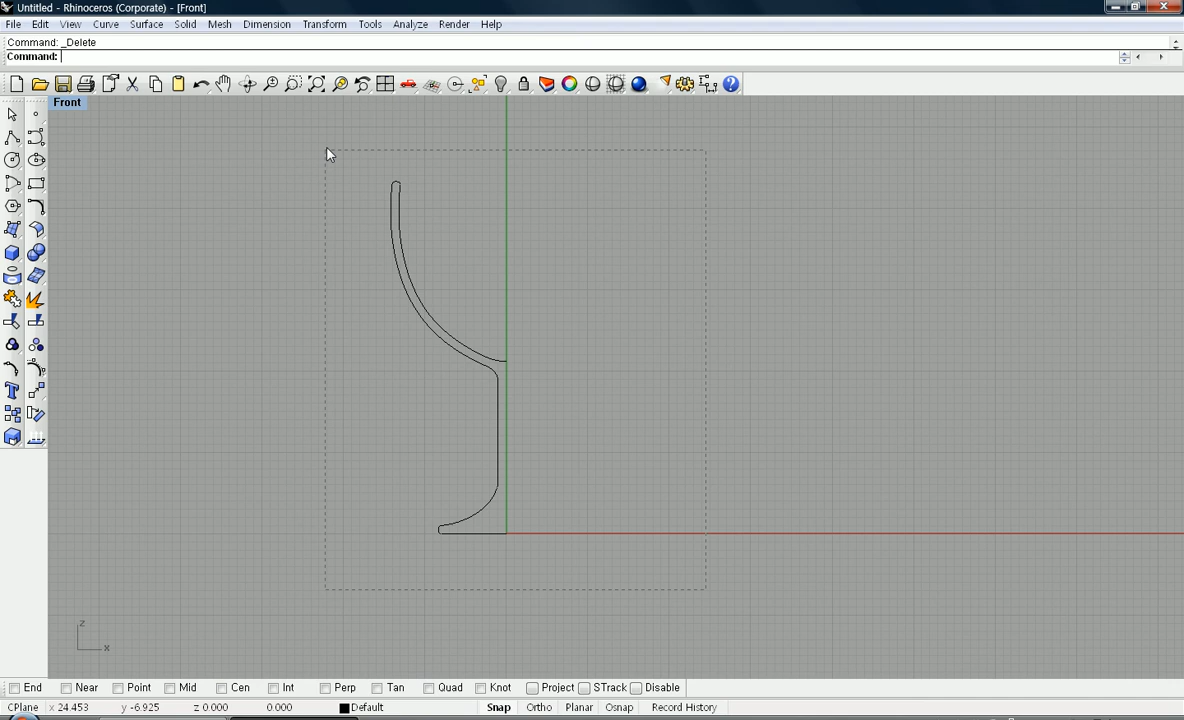 Untitled - Rhinoceros (Corporate) - [Front]
File Edit View Curve Surface Solid Mesh Dimension Transform Tools Analyze Render Help
Command: _Delete
Command:
Front
z
x
End Near Point Mid Cen Int Perp Tan Quad Knot Project STrack Disable
CPlane x 24.453 y -6.925 z 0.000 0.000 Default Snap Ortho Planar Osnap Record History